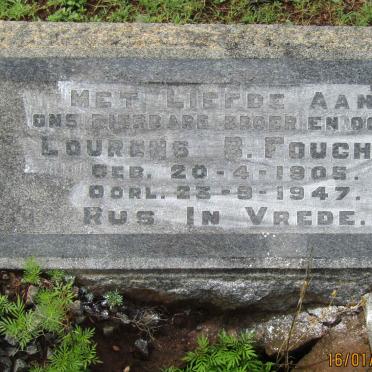 MET LIEFDE AAN
ONS DIERBARE BROER EN OO
LOURENS B. FOUCH
GEB. 20-4-1905.
OORL. 23-9-1947.
RUS IN VREDE.
16/01/